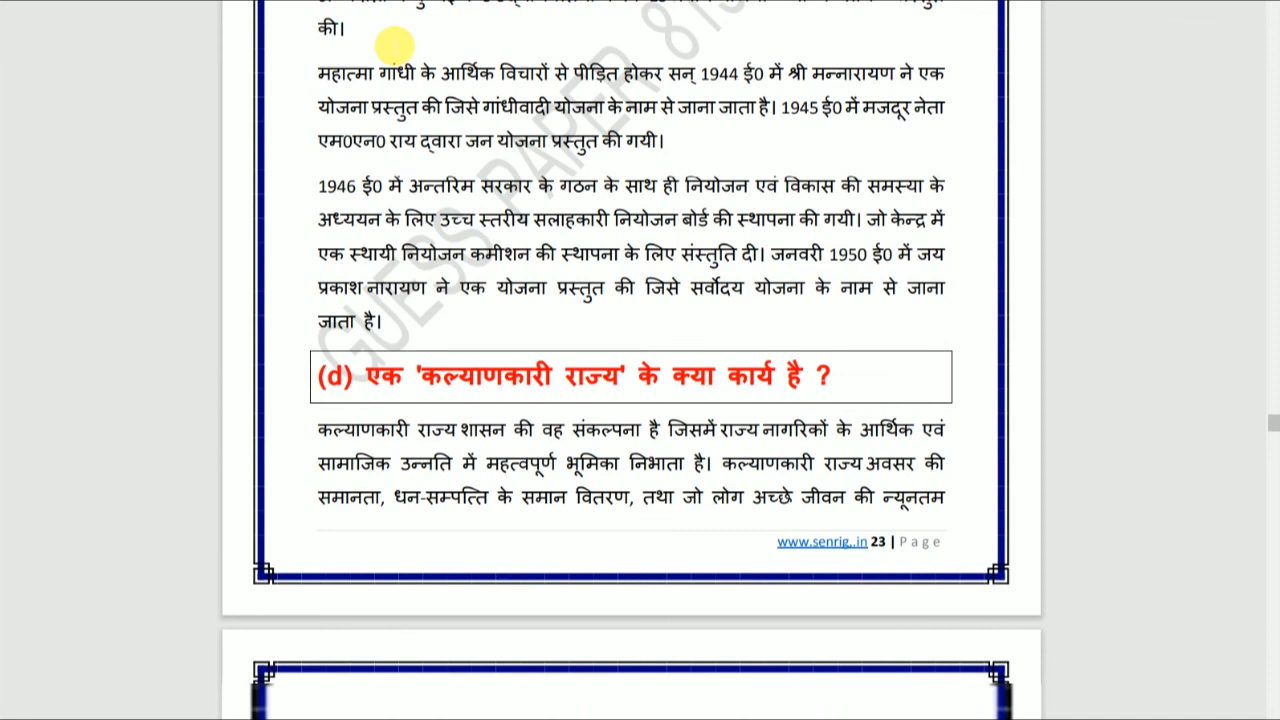 की।
महात्मा गांधी के आर्थिक विचारों से पीड़ित होकर सन् 1944 ई0 में श्री मन्नारायण ने एक
योजना प्रस्तुत की जिसे गांधीवादी योजना के नाम से जाना जाता है। 1945 ई0 में मजदूर नेता
एम0एन0 राय द्वारा जन योजना प्रस्तुत की गयी।
1946 ई0 में अन्तरिम सरकार के गठन के साथ ही नियोजन एवं विकास की समस्या के
अध्ययन के लिए उच्च स्तरीय सलाहकारी नियोजन बोर्ड की स्थापना की गयी। जो केन्द्र में
एक स्थायी नियोजन कमीशन की स्थापना के लिए संस्तुति दी। जनवरी 1950 ई0 में जय
प्रकाश नारायण ने एक योजना प्रस्तुत की जिसे सर्वोदय योजना के नाम से जाना
जाता है।
GUESS PAPER
(d) एक 'कल्याणकारी राज्य' के क्या कार्य है ?
कल्याणकारी राज्य शासन की वह संकल्पना है जिसमें राज्य नागरिकों के आर्थिक एवं
सामाजिक उन्नति में महत्वपूर्ण भूमिका निभाता है। कल्याणकारी राज्य अवसर की
समानता, धन-सम्पत्ति के समान वितरण, तथा जो लोग अच्छे जीवन की न्यूनतम
www.senrig..in 23 | Page